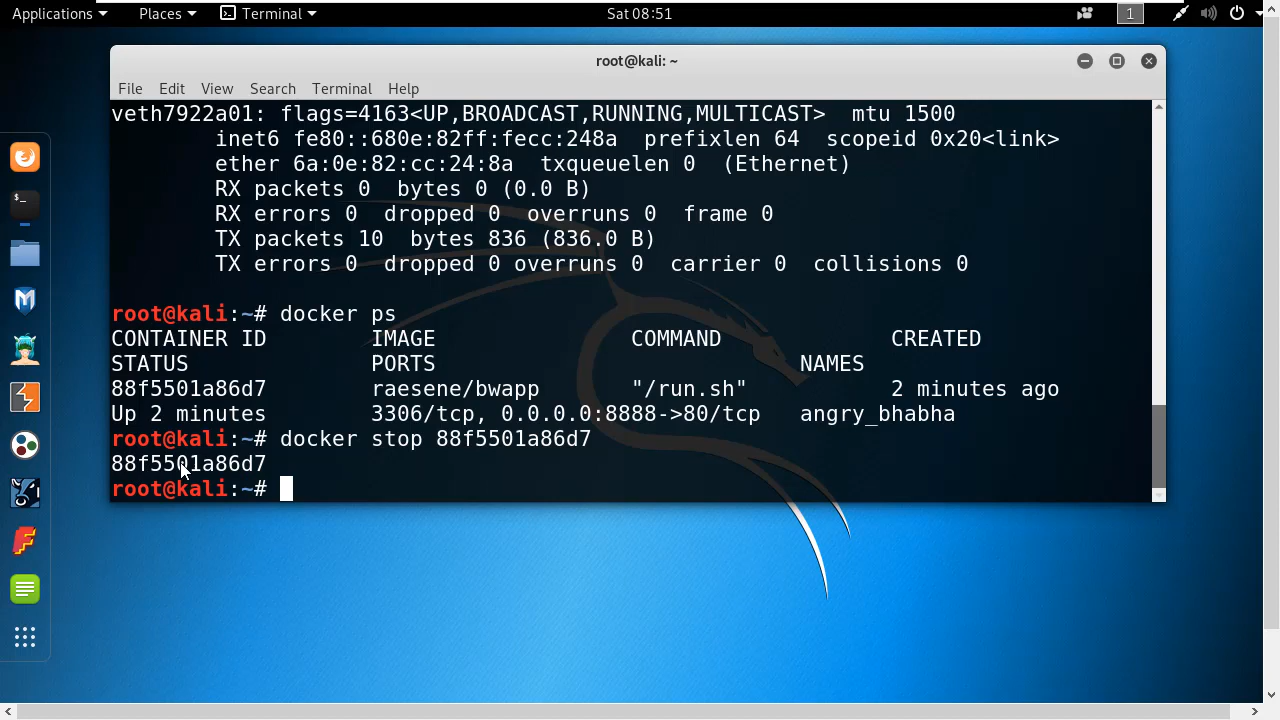 Applications Places Terminal Sat 08:51 1
root@kali: ~
File Edit View Search Terminal Help
veth7922a01: flags=4163<UP,BROADCAST,RUNNING,MULTICAST>  mtu 1500
        inet6 fe80::680e:82ff:fecc:248a  prefixlen 64  scopeid 0x20<link>
        ether 6a:0e:82:cc:24:8a  txqueuelen 0  (Ethernet)
        RX packets 0  bytes 0 (0.0 B)
        RX errors 0  dropped 0  overruns 0  frame 0
        TX packets 10  bytes 836 (836.0 B)
        TX errors 0  dropped 0 overruns 0  carrier 0  collisions 0
root@kali:~# docker ps
CONTAINER ID        IMAGE               COMMAND             CREATED
STATUS              PORTS                            NAMES
88f5501a86d7        raesene/bwapp       "/run.sh"           2 minutes ago
Up 2 minutes        3306/tcp, 0.0.0.0:8888->80/tcp   angry_bhabha
root@kali:~# docker stop 88f5501a86d7
88f5501a86d7
root@kali:~#